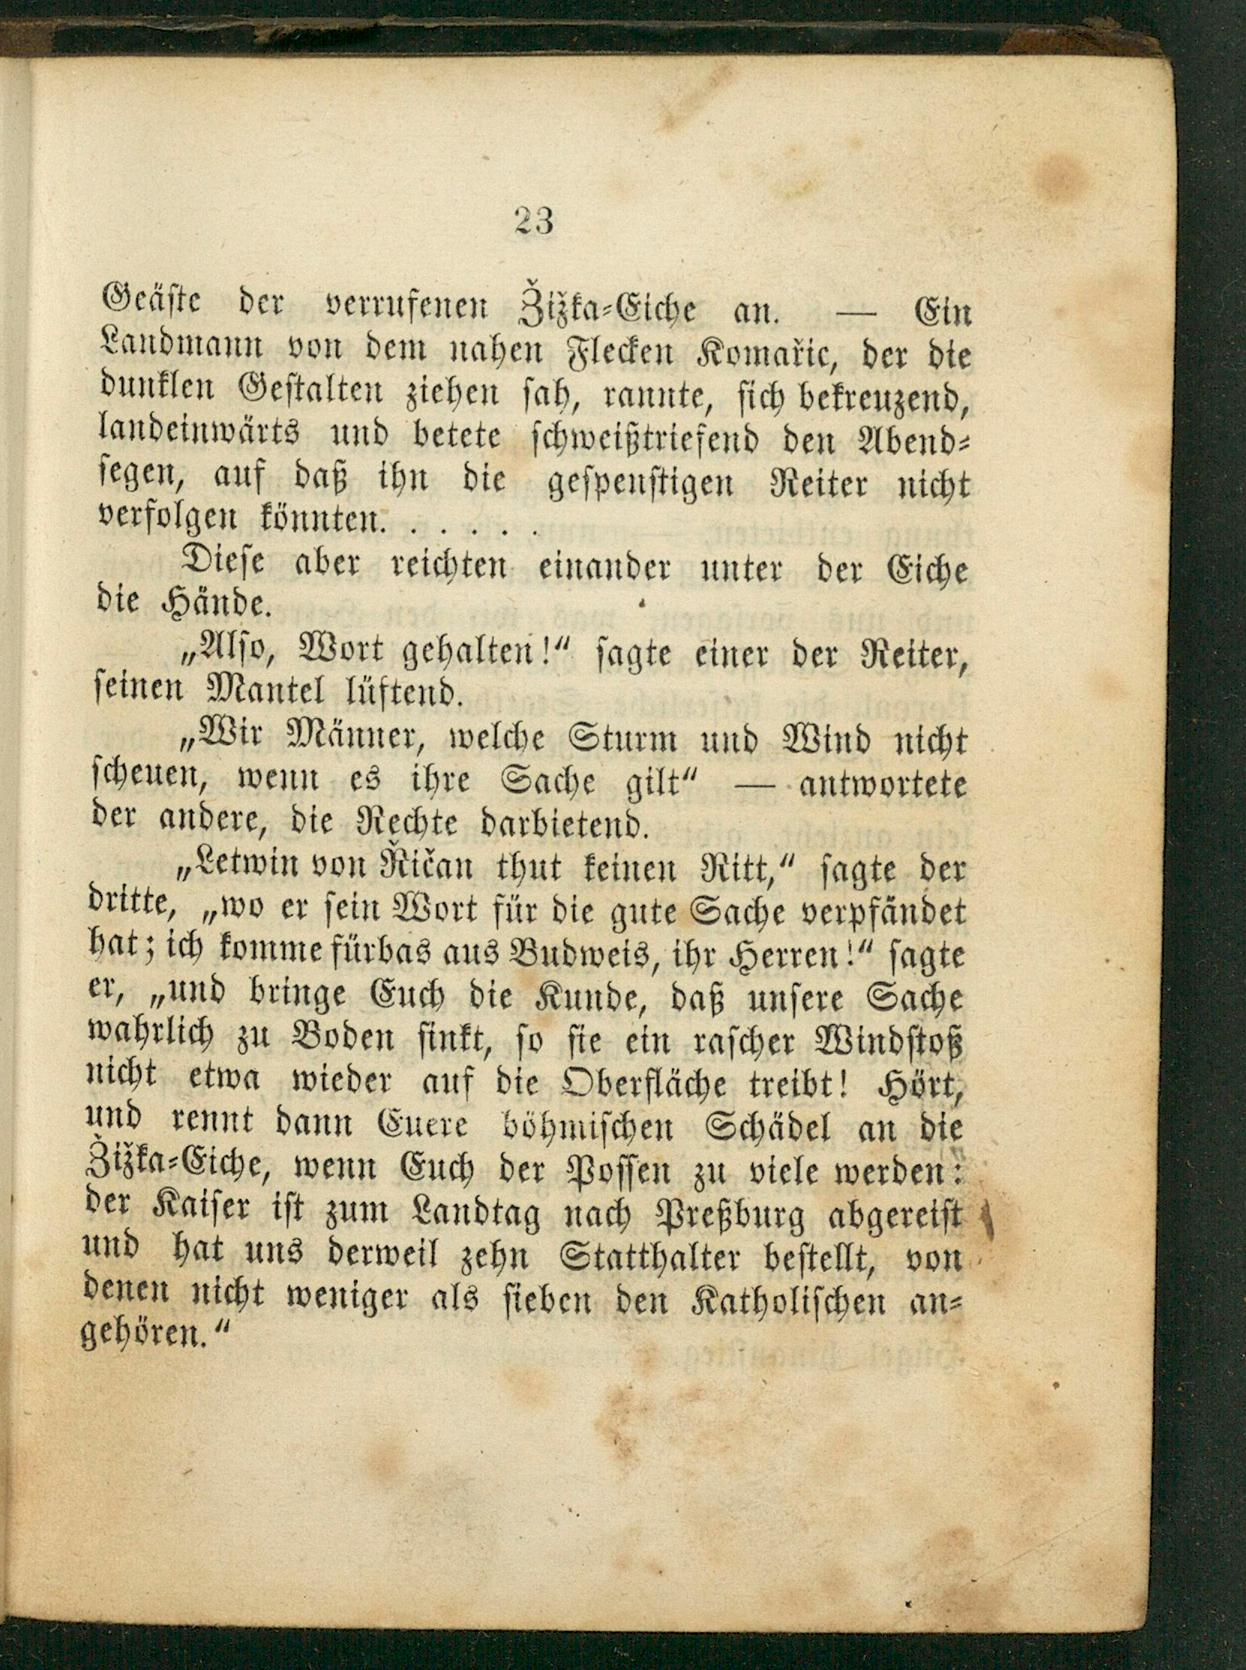 23
Geäste der verrufenen Žižka-Eiche an. — Ein
Landmann von dem nahen Flecken Komařic, der die
dunklen Gestalten ziehen sah, rannte, sich bekreuzend,
landeinwärts und betete schweißtriefend den Abend-
segen, auf daß ihn die gespenstigen Reiter nicht
verfolgen könnten. . . . . .
Diese aber reichten einander unter der Eiche
die Hände.
„Also, Wort gehalten!“ sagte einer der Reiter,
seinen Mantel lüftend.
„Wir Männer, welche Sturm und Wind nicht
scheuen, wenn es ihre Sache gilt“ — antwortete
der andere, die Rechte darbietend.
„Letwin von Řičan thut keinen Ritt,“ sagte der
dritte, „wo er sein Wort für die gute Sache verpfändet
hat; ich komme fürbas aus Budweis, ihr Herren!“ sagte
er, „und bringe Euch die Kunde, daß unsere Sache
wahrlich zu Boden sinkt, so sie ein rascher Windstoß
nicht etwa wieder auf die Oberfläche treibt! Hört,
und rennt dann Euere böhmischen Schädel an die
Žižka-Eiche, wenn Euch der Possen zu viele werden:
der Kaiser ist zum Landtag nach Preßburg abgereist
und hat uns derweil zehn Statthalter bestellt, von
denen nicht weniger als sieben den Katholischen an-
gehören.“